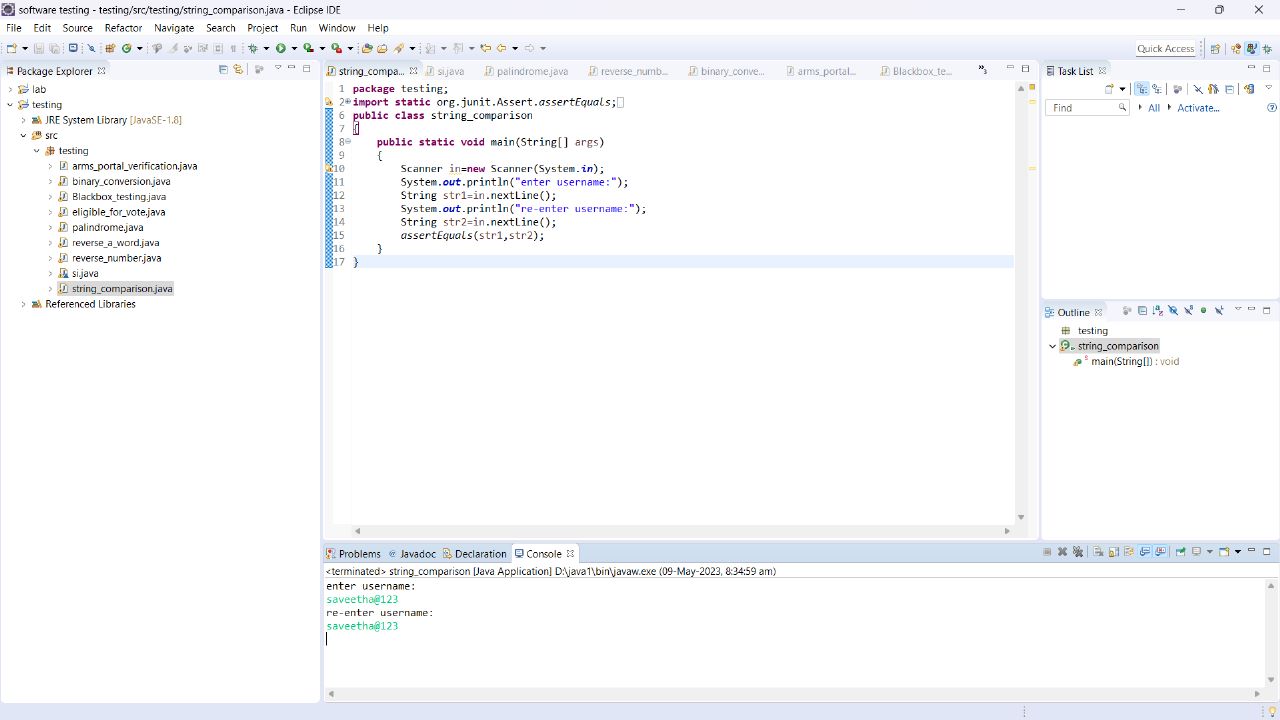 software testing - testing/src/testing/string_comparison.java - Eclipse IDE
File Edit Source Refactor Navigate Search Project Run Window Help
Quick Access
Package Explorer
lab
testing
JRE System Library [JavaSE-1.8]
src
testing
arms_portal_verification.java
binary_conversion.java
Blackbox_testing.java
eligible_for_vote.java
palindrome.java
reverse_a_word.java
reverse_number.java
si.java
string_comparison.java
Referenced Libraries
string_compa... si.java palindrome.java reverse_numb... binary_conve... arms_portal... Blackbox_te... »3
1 package testing;
2 import static org.junit.Assert.assertEquals;
6 public class string_comparison
7 {
8 public static void main(String[] args)
9 {
10 Scanner in=new Scanner(System.in);
11 System.out.println("enter username:");
12 String str1=in.nextLine();
13 System.out.println("re-enter username:");
14 String str2=in.nextLine();
15 assertEquals(str1,str2);
16 }
17 }
Task List
Find All Activate...
Outline
testing
string_comparison
main(String[]) : void
Problems Javadoc Declaration Console
<terminated> string_comparison [Java Application] D:\java1\bin\javaw.exe (09-May-2023, 8:34:59 am)
enter username:
saveetha@123
re-enter username:
saveetha@123